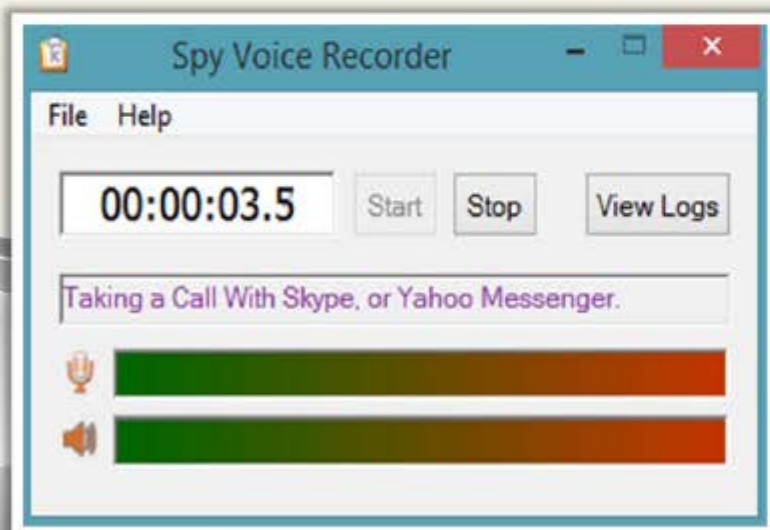 Spy Voice Recorder
File Help
00:00:03.5 Start Stop View Logs
Taking a Call With Skype, or Yahoo Messenger.